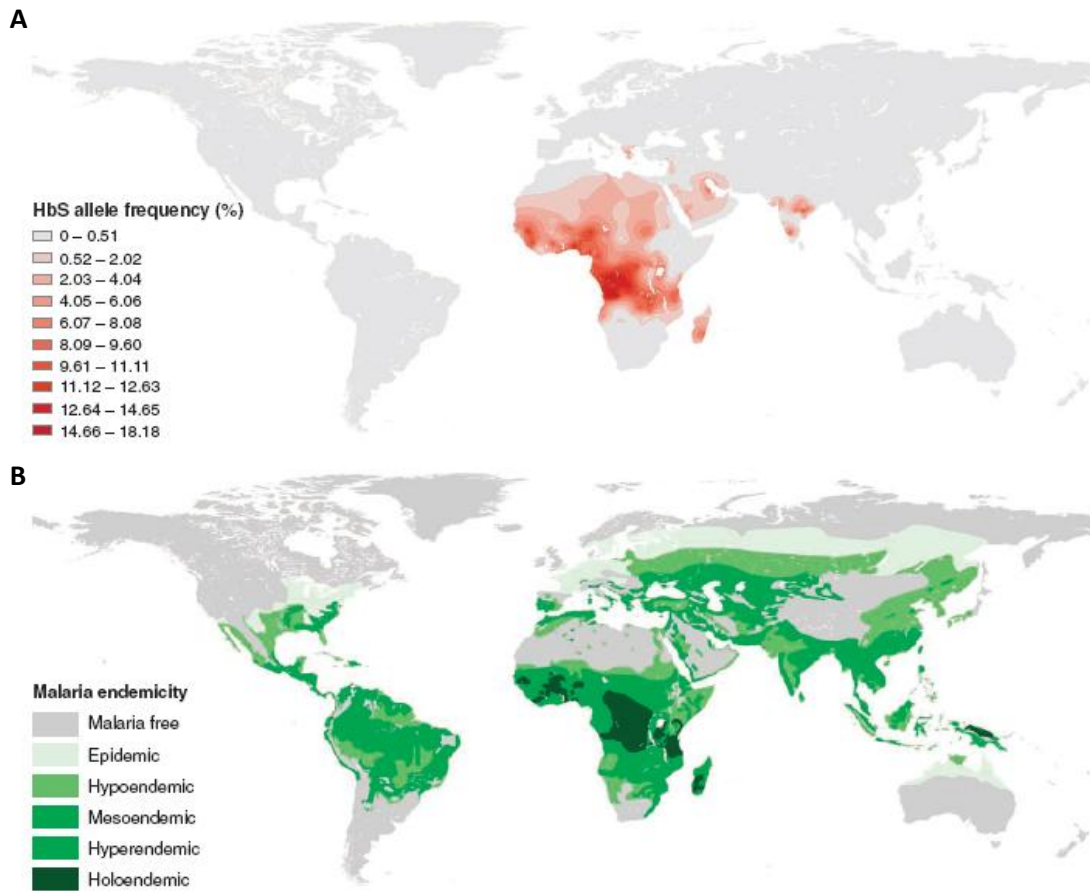 A
HbS allele frequency (%)
0 – 0.51
0.52 – 2.02
2.03 – 4.04
4.05 – 6.06
6.07 – 8.08
8.09 – 9.60
9.61 – 11.11
11.12 – 12.63
12.64 – 14.65
14.66 – 18.18
B
Malaria endemicity
Malaria free
Epidemic
Hypoendemic
Mesoendemic
Hyperendemic
Holoendemic